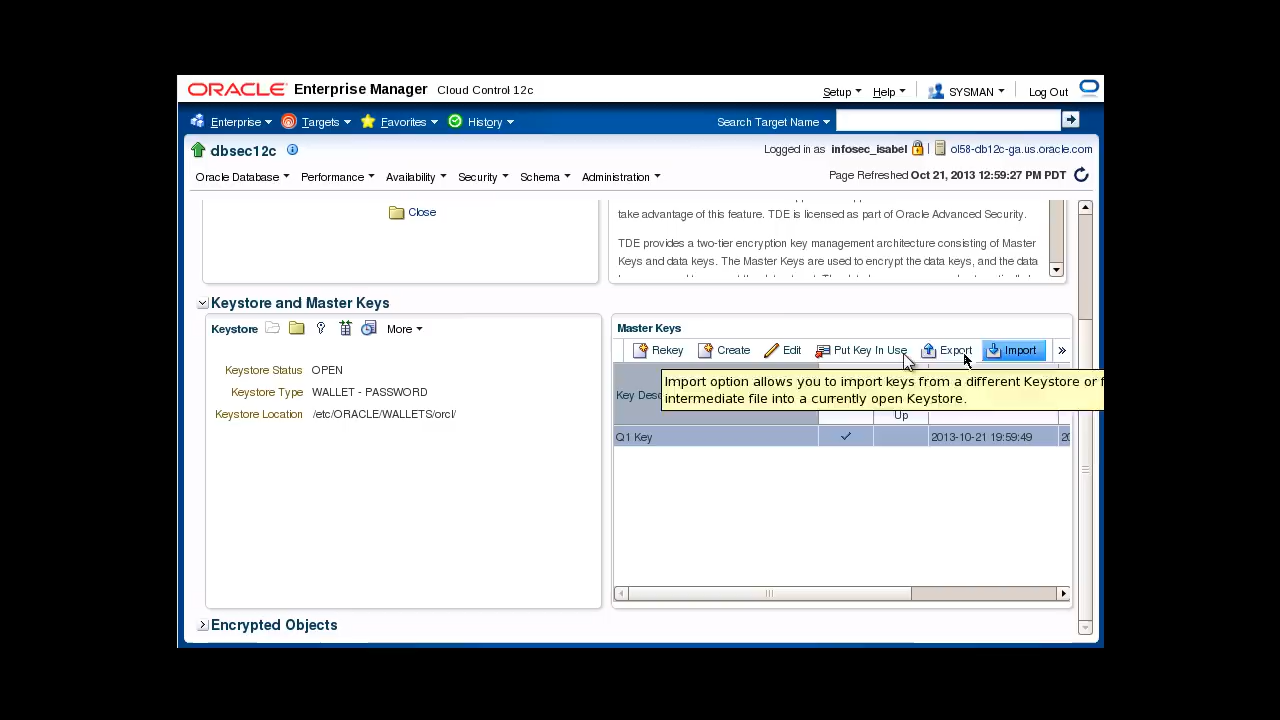 ORACLE Enterprise Manager Cloud Control 12c
Setup Help SYSMAN Log Out
Enterprise Targets Favorites History Search Target Name
dbsec12c Logged in as infosec_isabel ol58-db12c-ga.us.oracle.com
Oracle Database Performance Availability Security Schema Administration Page Refreshed Oct 21, 2013 12:59:27 PM PDT
Close
take advantage of this feature. TDE is licensed as part of Oracle Advanced Security.
TDE provides a two-tier encryption key management architecture consisting of Master
Keys and data keys. The Master Keys are used to encrypt the data keys, and the data
Keystore and Master Keys
Keystore More
Keystore Status OPEN
Keystore Type WALLET - PASSWORD
Keystore Location /etc/ORACLE/WALLETS/orcl/
Master Keys
Rekey Create Edit Put Key In Use Export Import »
Import option allows you to import keys from a different Keystore or f
intermediate file into a currently open Keystore.
Key Desc
Up
Q1 Key 2013-10-21 19:59:49 20
Encrypted Objects